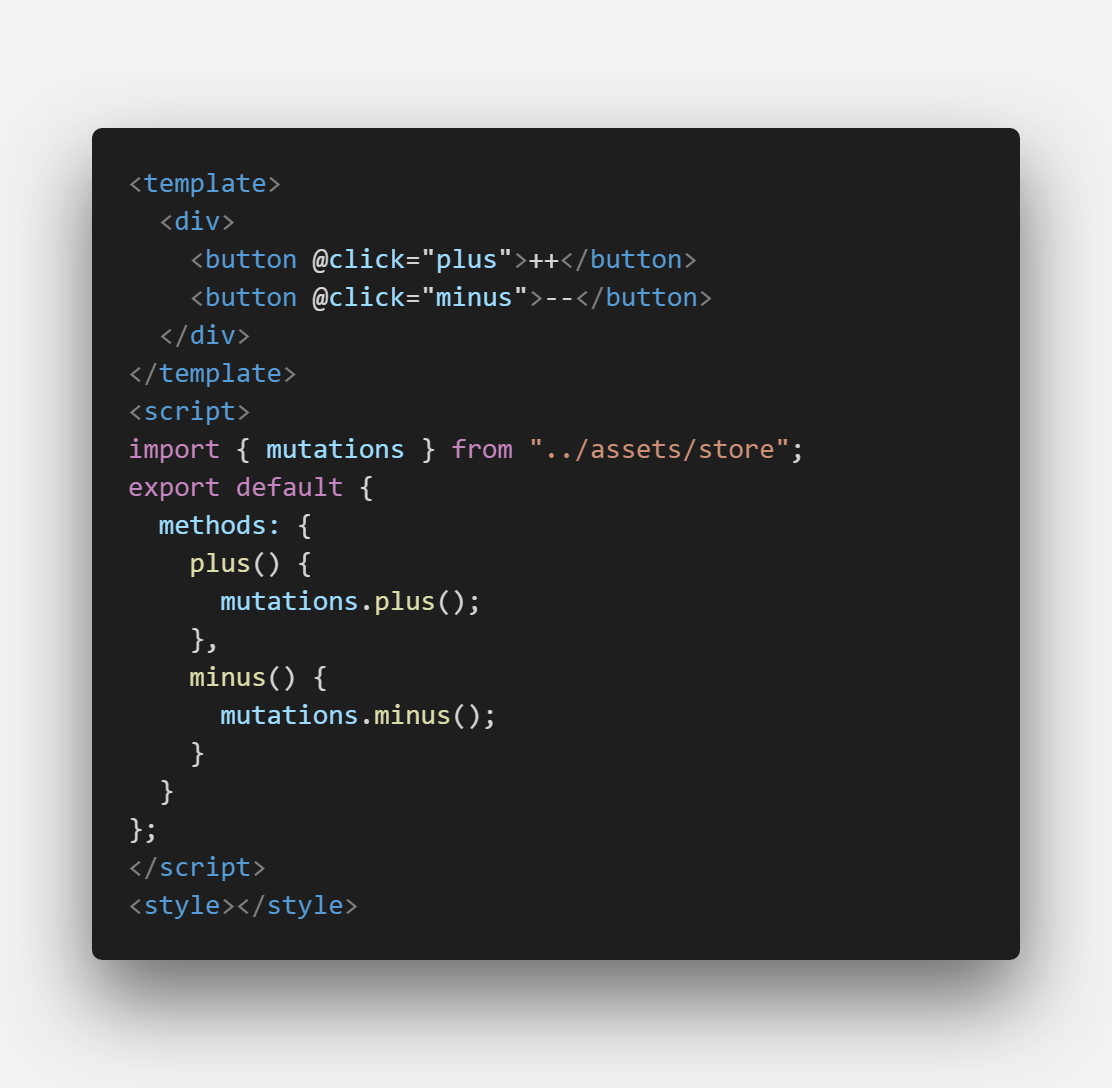 <template>
  <div>
    <button @click="plus">++</button>
    <button @click="minus">--</button>
  </div>
</template>
<script>
import { mutations } from "../assets/store";
export default {
  methods: {
    plus() {
      mutations.plus();
    },
    minus() {
      mutations.minus();
    }
  }
};
</script>
<style></style>